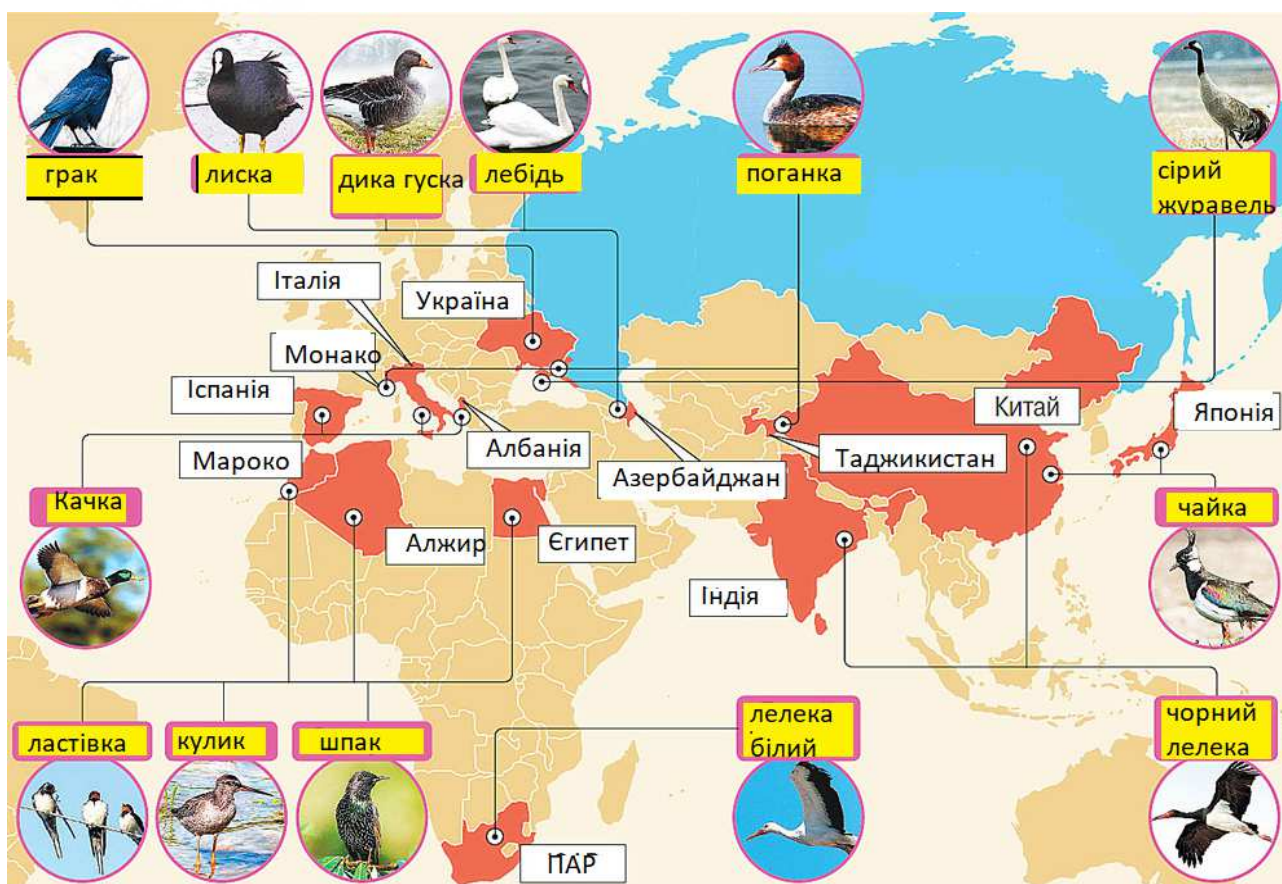 грак
лиска
дика гуска
лебідь
поганка
сірий
журавель
Італія
Україна
Монако
Іспанія
Китай
Японія
Албанія
Таджикистан
Мароко
Азербайджан
Качка
чайка
Алжир
Єгипет
Індія
ластівка
кулик
шпак
лелека
білий
чорний
лелека
ПАР